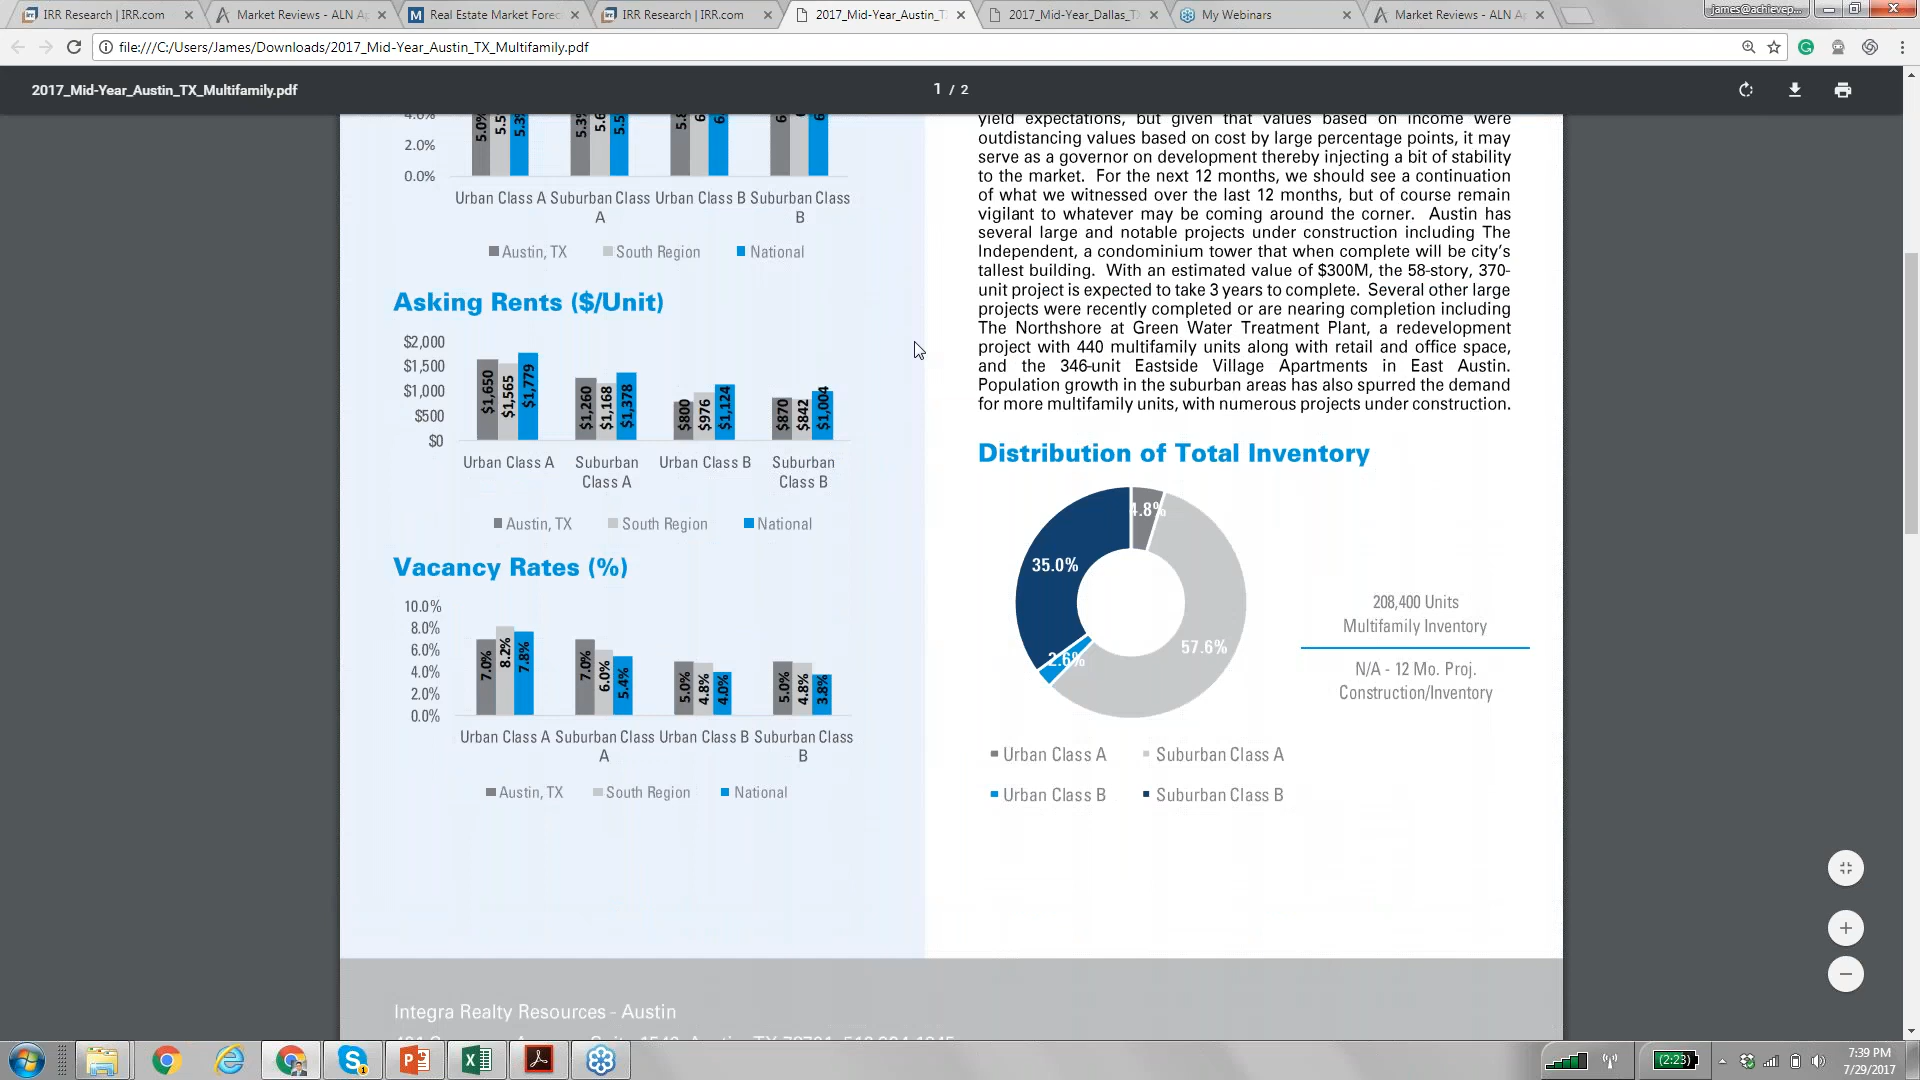 IRR Research | IRR.com
Market Reviews - ALN Ap
Real Estate Market Forec
IRR Research | IRR.com
2017_Mid-Year_Austin_T
2017_Mid-Year_Dallas_T
My Webinars
Market Reviews - ALN Ap
james@achievep...
file:///C:/Users/James/Downloads/2017_Mid-Year_Austin_TX_Multifamily.pdf
2017_Mid-Year_Austin_TX_Multifamily.pdf
1 / 2
4.0%
2.0%
0.0%
5.0%
5.3%
Urban Class A
Suburban Class A
Urban Class B
Suburban Class B
Austin, TX
South Region
National
Asking Rents ($/Unit)
$2,000
$1,500
$1,000
$500
$0
$1,650
$1,565
$1,779
$1,260
$1,168
$1,378
$800
$976
$1,124
$870
$842
$1,004
Urban Class A
Suburban Class A
Urban Class B
Suburban Class B
Austin, TX
South Region
National
Vacancy Rates (%)
10.0%
8.0%
6.0%
4.0%
2.0%
0.0%
7.0%
8.2%
7.8%
7.0%
6.0%
5.4%
5.0%
4.8%
4.0%
5.0%
4.8%
3.8%
Urban Class A
Suburban Class A
Urban Class B
Suburban Class B
Austin, TX
South Region
National
yield expectations, but given that values based on income were
outdistancing values based on cost by large percentage points, it may
serve as a governor on development thereby injecting a bit of stability
to the market. For the next 12 months, we should see a continuation
of what we witnessed over the last 12 months, but of course remain
vigilant to whatever may be coming around the corner. Austin has
several large and notable projects under construction including The
Independent, a condominium tower that when complete will be city's
tallest building. With an estimated value of $300M, the 58-story, 370-
unit project is expected to take 3 years to complete. Several other large
projects were recently completed or are nearing completion including
The Northshore at Green Water Treatment Plant, a redevelopment
project with 440 multifamily units along with retail and office space,
and the 346-unit Eastside Village Apartments in East Austin.
Population growth in the suburban areas has also spurred the demand
for more multifamily units, with numerous projects under construction.
Distribution of Total Inventory
4.8%
35.0%
57.6%
2.6%
208,400 Units
Multifamily Inventory
N/A - 12 Mo. Proj.
Construction/Inventory
Urban Class A
Suburban Class A
Urban Class B
Suburban Class B
Integra Realty Resources - Austin
(2:23)
7:39 PM
7/29/2017